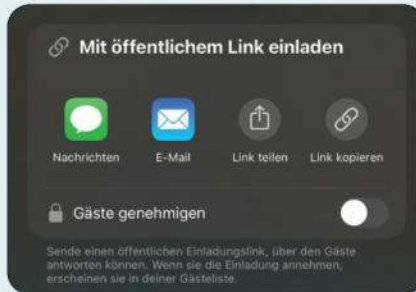 Mit öffentlichem Link einladen
Nachrichten E-Mail Link teilen Link kopieren
Gäste genehmigen
Sende einen öffentlichen Einladungslink, über den Gäste
antworten können. Wenn sie die Einladung annehmen,
erscheinen sie in deiner Gästeliste.